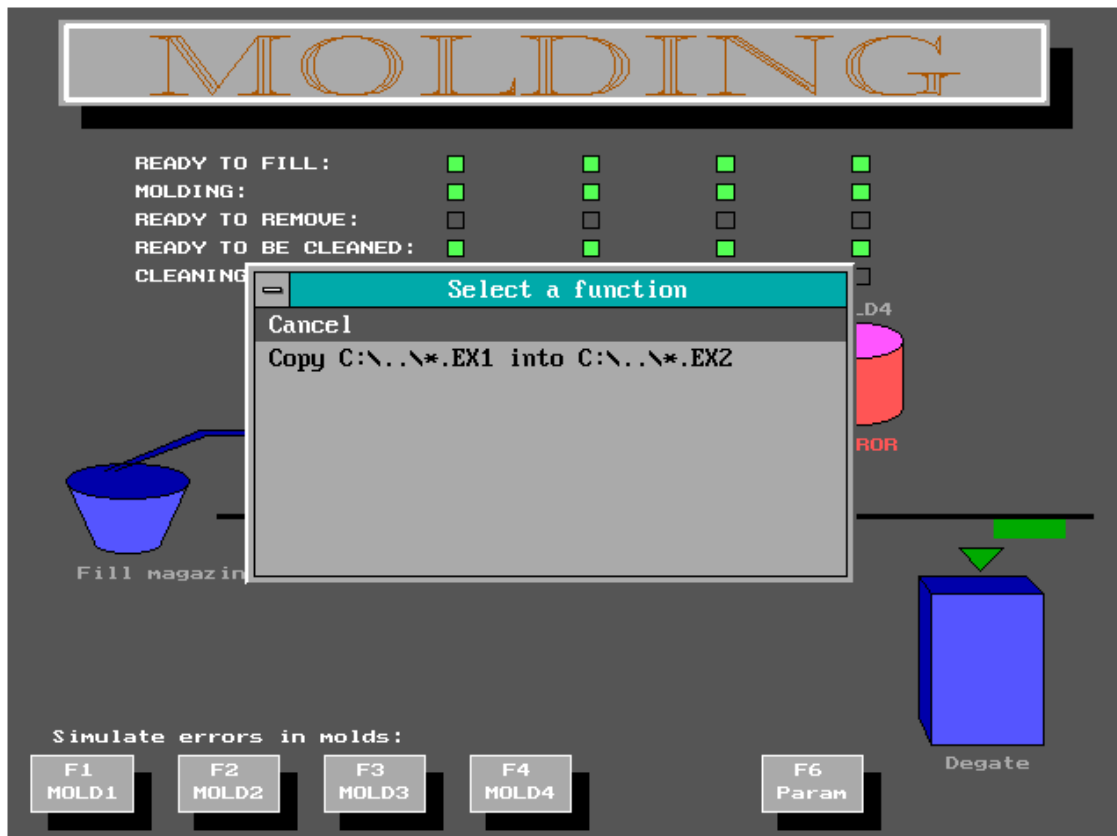 MOLDING
READY TO FILL:
MOLDING:
READY TO REMOVE:
READY TO BE CLEANED:
CLEANING
Select a function
Cancel
Copy C:\..\*.EX1 into C:\..\*.EX2
D4
ROR
Fill magazin
Simulate errors in molds:
F1 F2 F3 F4 F6
MOLD1 MOLD2 MOLD3 MOLD4 Param
Degate